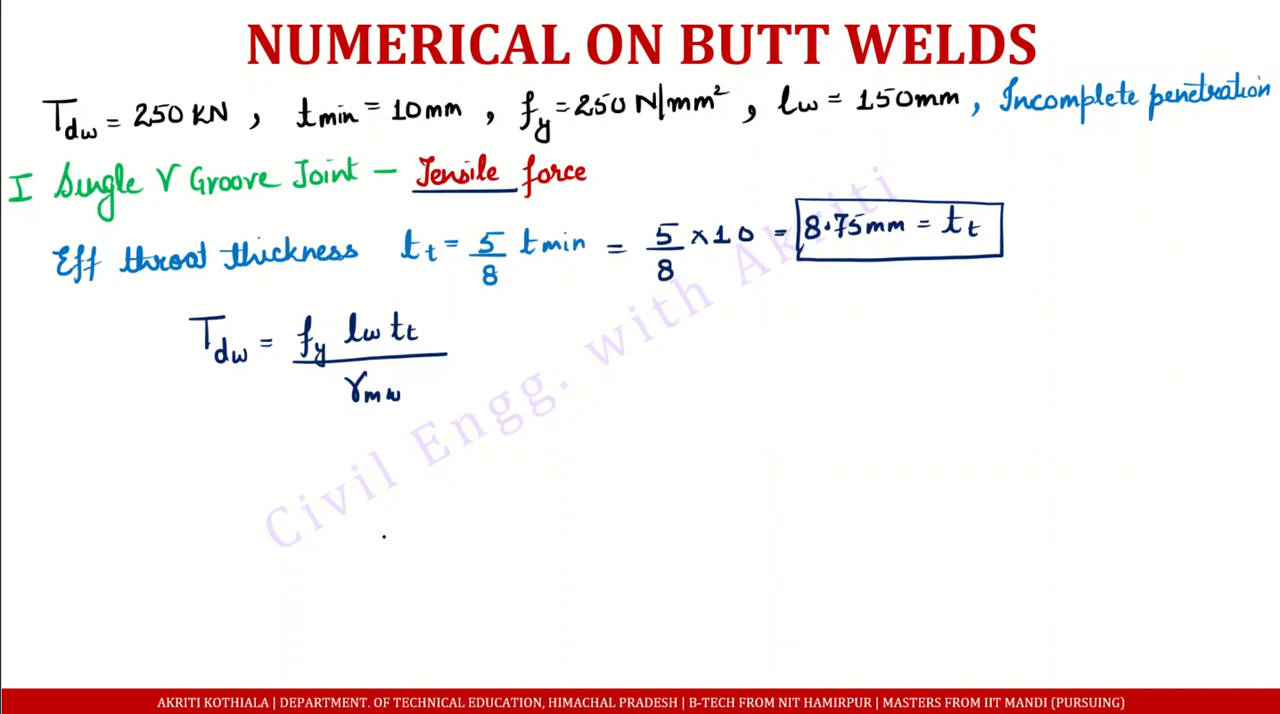 NUMERICAL ON BUTT WELDS
Tdw = 250 KN , tmin = 10mm , fy = 250 N/mm² , lw = 150mm , Incomplete penetration
I Single V Groove Joint – Tensile force
Eff throat thickness tt = 5/8 tmin = 5/8 × 10 = 8.75mm = tt
Tdw = fy lw tt / γmw
Civil Engg. with Akriti
AKRITI KOTHIALA | DEPARTMENT. OF TECHNICAL EDUCATION, HIMACHAL PRADESH | B-TECH FROM NIT HAMIRPUR | MASTERS FROM IIT MANDI (PURSUING)